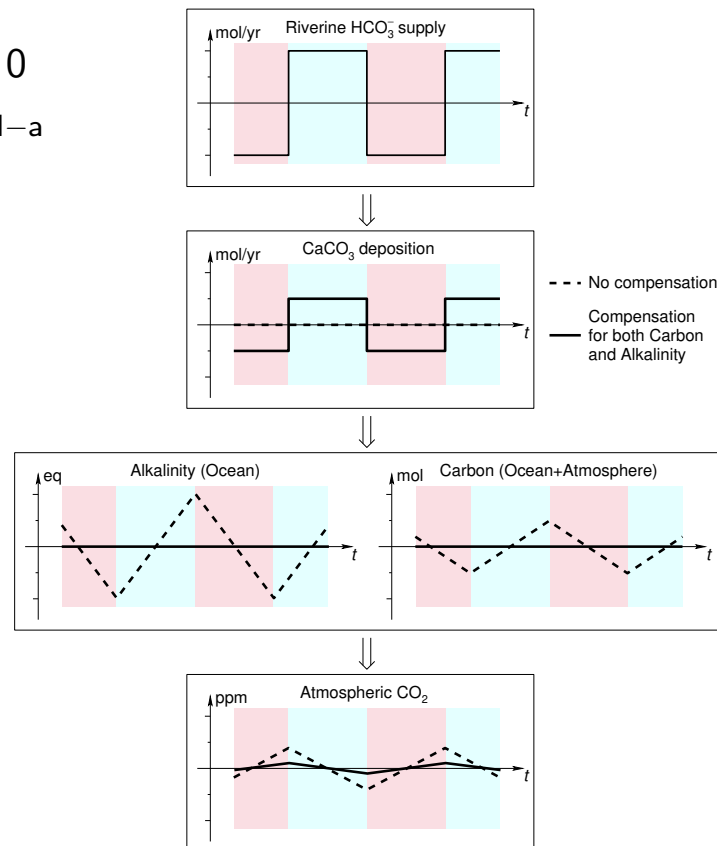 mol/yr
Riverine HCO₃⁻ supply
t
0
l−a
mol/yr
CaCO₃ deposition
t
No compensation
Compensation
for both Carbon
and Alkalinity
eq
Alkalinity (Ocean)
t
mol
Carbon (Ocean+Atmosphere)
t
ppm
Atmospheric CO₂
t